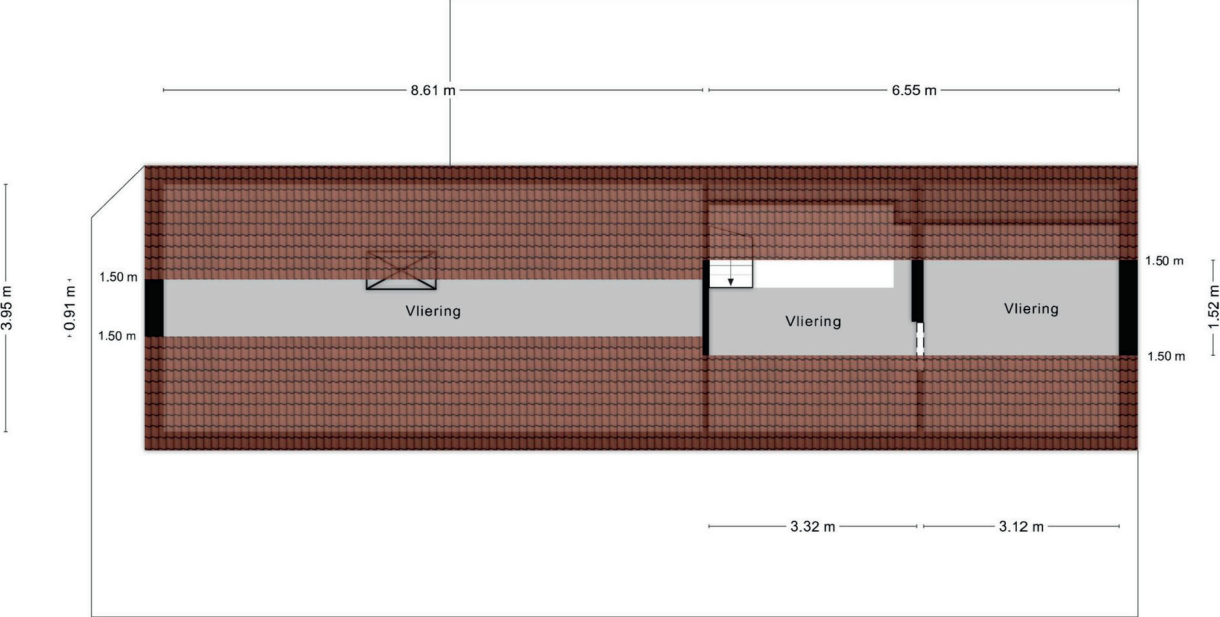 8.61 m
6.55 m
1.50 m
1.50 m
3.95 m
0.91 m
Vliering
Vliering
Vliering
1.52 m
1.50 m
1.50 m
3.32 m
3.12 m